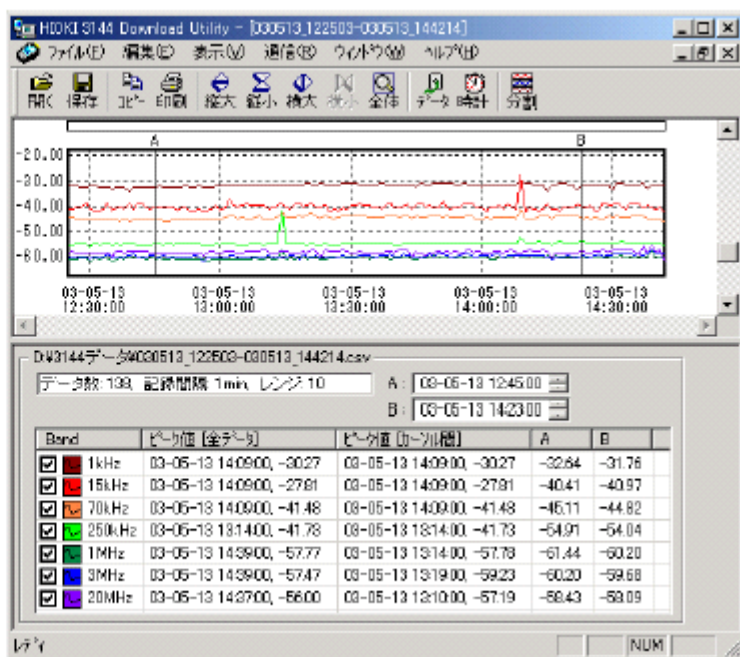 HIOKI 3144 Download Utility - [030513_122503-030513_144214]
ファイル(F) 編集(E) 表示(V) 通信(R) ウィンドウ(W) ヘルプ(H)
開く 保存 コピー 印刷 縦大 縦小 横大 横小 全体 データ 時計 分割
A B
-20.00
-30.00
-40.00
-50.00
-60.00
03-05-13 03-05-13 03-05-13 03-05-13 03-05-13
12:30:00 13:00:00 13:30:00 14:00:00 14:30:00
D:¥3144データ¥030513_122503-030513_144214.csv
データ数: 138, 記録間隔: 1min, レンジ: 10
A : 03-05-13 12:45:00
B : 03-05-13 14:23:00
Band ピーク値 [全データ] ピーク値 [カーソル間] A B
1kHz 03-05-13 14:09:00, -30.27 03-05-13 14:09:00, -30.27 -32.64 -31.76
15kHz 03-05-13 14:09:00, -27.81 03-05-13 14:09:00, -27.81 -40.41 -40.97
70kHz 03-05-13 14:09:00, -41.48 03-05-13 14:09:00, -41.48 -45.11 -44.82
250kHz 03-05-13 13:14:00, -41.73 03-05-13 13:14:00, -41.73 -54.91 -54.04
1MHz 03-05-13 14:39:00, -57.77 03-05-13 13:14:00, -57.78 -61.44 -60.20
3MHz 03-05-13 14:39:00, -57.47 03-05-13 13:19:00, -59.23 -60.20 -59.68
20MHz 03-05-13 14:37:00, -56.00 03-05-13 13:10:00, -57.19 -58.43 -58.09
レディ NUM